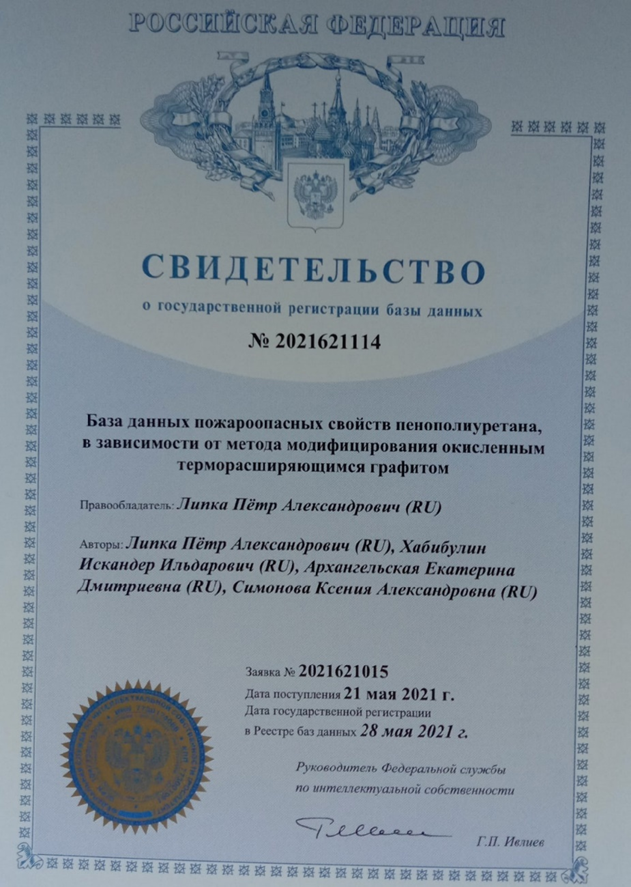 РОССИЙСКАЯ ФЕДЕРАЦИЯ
СВИДЕТЕЛЬСТВО
о государственной регистрации базы данных
№ 2021621114
База данных пожароопасных свойств пенополиуретана,
в зависимости от метода модифицирования окисленным
терморасширяющимся графитом
Правообладатель: Липка Пётр Александрович (RU)
Авторы: Липка Пётр Александрович (RU), Хабибулин
Искандер Ильдарович (RU), Архангельская Екатерина
Дмитриевна (RU), Симонова Ксения Александровна (RU)
Заявка № 2021621015
Дата поступления 21 мая 2021 г.
Дата государственной регистрации
в Реестре баз данных 28 мая 2021 г.
Руководитель Федеральной службы
по интеллектуальной собственности
Г.П. Ивлиев